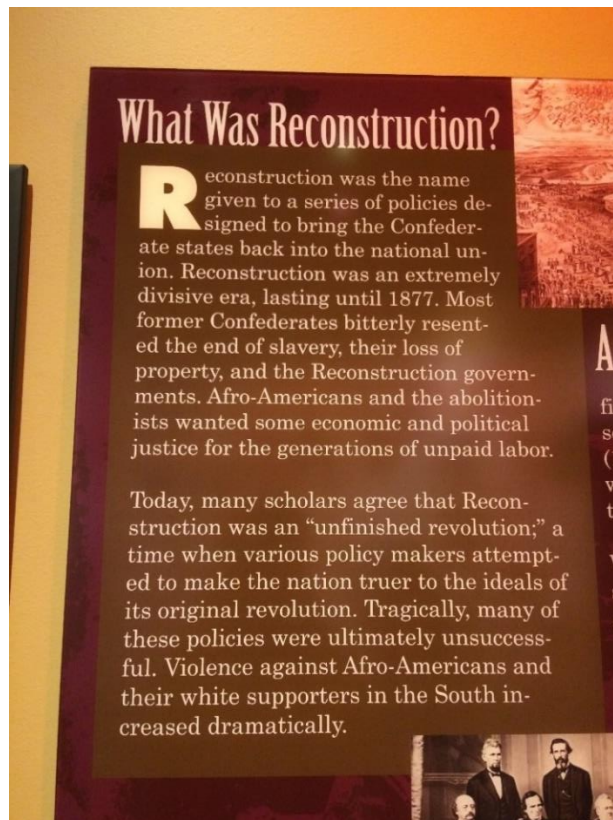 What Was Reconstruction?
Reconstruction was the name
given to a series of policies de-
signed to bring the Confeder-
ate states back into the national un-
ion. Reconstruction was an extremely
divisive era, lasting until 1877. Most
former Confederates bitterly resent-
ed the end of slavery, their loss of
property, and the Reconstruction govern-
ments. Afro-Americans and the abolition-
ists wanted some economic and political
justice for the generations of unpaid labor.
Today, many scholars agree that Recon-
struction was an “unfinished revolution;” a
time when various policy makers attempt-
ed to make the nation truer to the ideals of
its original revolution. Tragically, many of
these policies were ultimately unsuccess-
ful. Violence against Afro-Americans and
their white supporters in the South in-
creased dramatically.